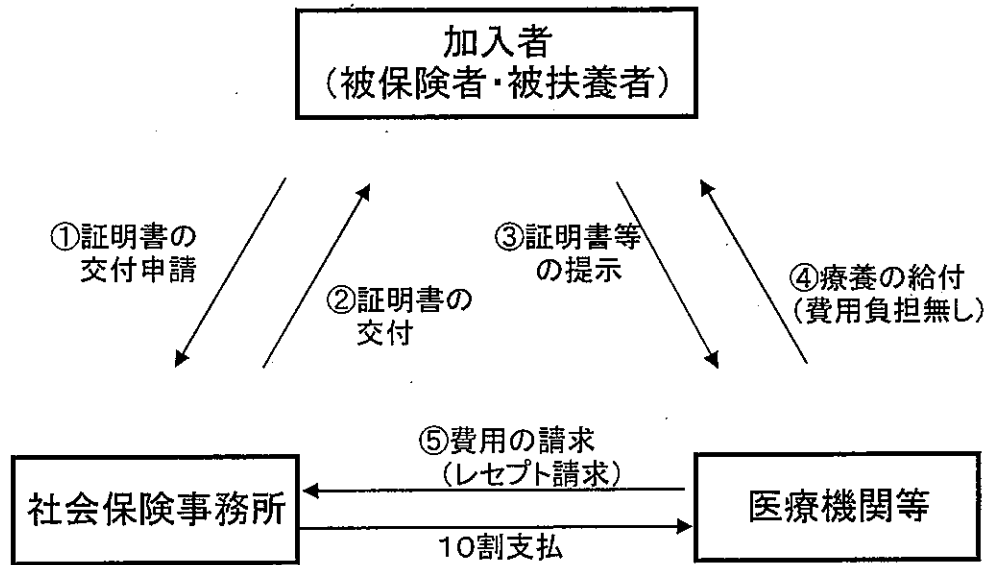 加入者
（被保険者・被扶養者）
①証明書の
交付申請
②証明書の
交付
③証明書等
の提示
④療養の給付
（費用負担無し）
⑤費用の請求
（レセプト請求）
社会保険事務所
10割支払
医療機関等